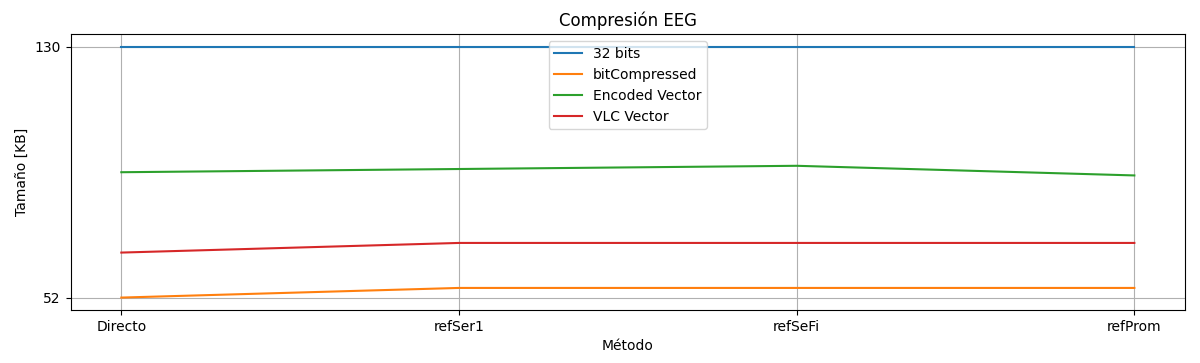 Compresión EEG
130
32 bits
bitCompressed
Encoded Vector
VLC Vector
Tamaño [KB]
52
Directo refSer1 refSeFi refProm
Método